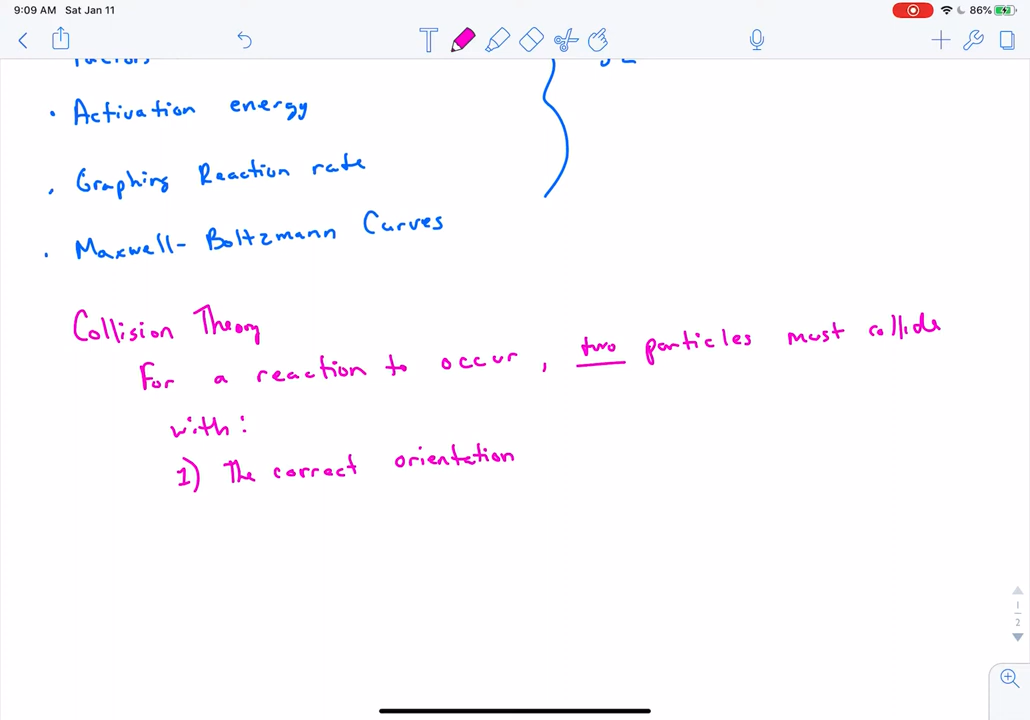 9:09 AM Sat Jan 11
86%
factors
• Activation energy
• Graphing Reaction rate
• Maxwell-Boltzmann Curves
Collision Theory
For a reaction to occur, two particles must collide
with:
1) The correct orientation
1
2